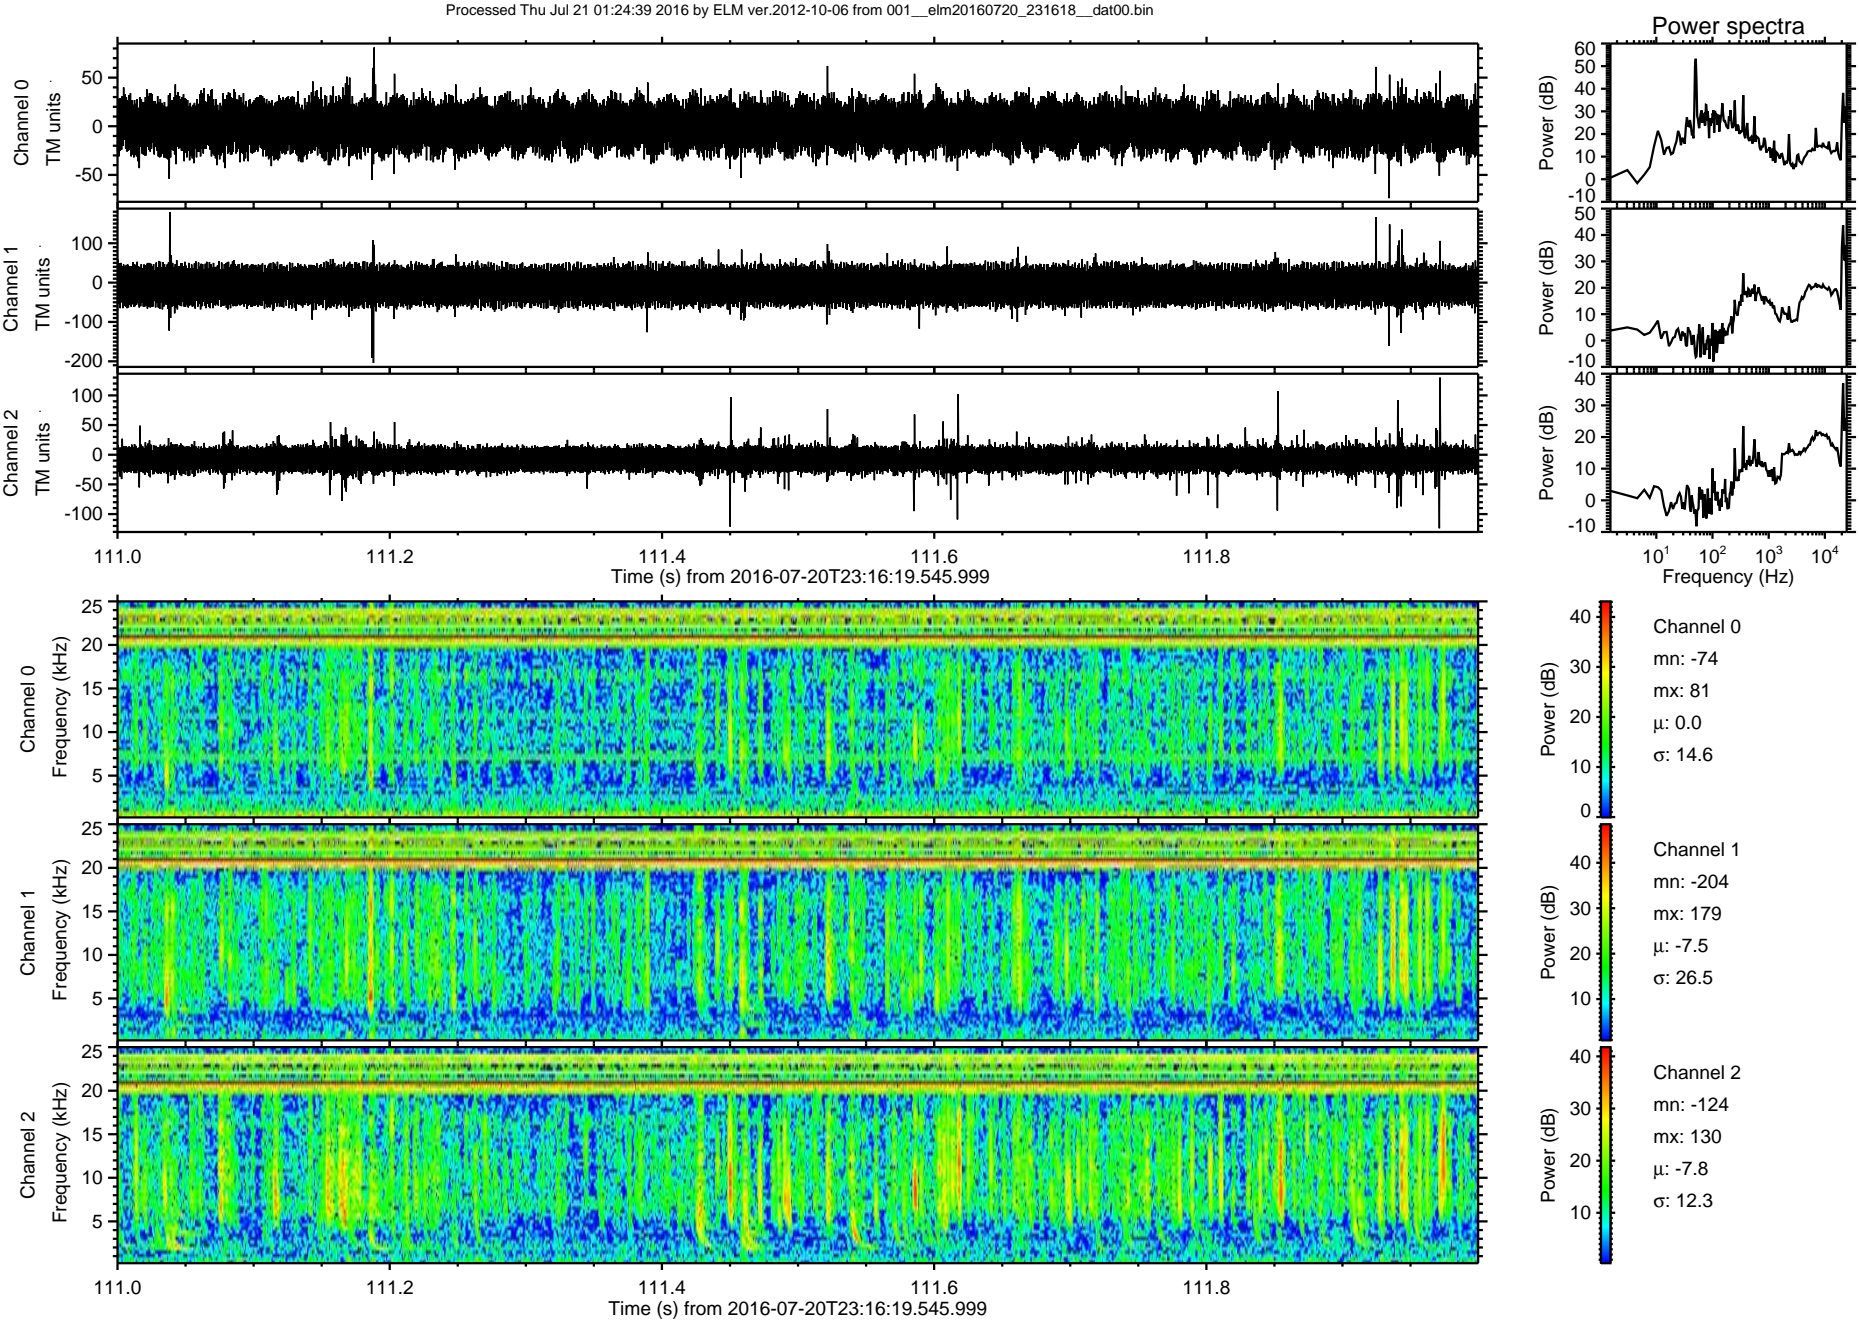 Processed Thu Jul 21 01:24:39 2016 by ELM ver.2012-10-06 from 001__elm20160720_231618__dat00.bin
Power spectra
Channel 0
TM units
50
0
-50
Power (dB)
60
50
40
30
20
10
0
-10
Channel 1
TM units
100
0
-100
-200
Power (dB)
50
40
30
20
10
0
-10
Channel 2
TM units
100
50
0
-50
-100
Power (dB)
40
30
20
10
0
-10
111.0 111.2 111.4 111.6 111.8
Time (s) from 2016-07-20T23:16:19.545.999
10¹ 10² 10³ 10⁴
Frequency (Hz)
Channel 0
Frequency (kHz)
25
20
15
10
5
Power (dB)
40
30
20
10
0
Channel 0
mn: -74
mx: 81
μ: 0.0
σ: 14.6
Channel 1
Frequency (kHz)
25
20
15
10
5
Power (dB)
40
30
20
10
Channel 1
mn: -204
mx: 179
μ: -7.5
σ: 26.5
Channel 2
Frequency (kHz)
25
20
15
10
5
Power (dB)
40
30
20
10
Channel 2
mn: -124
mx: 130
μ: -7.8
σ: 12.3
111.0 111.2 111.4 111.6 111.8
Time (s) from 2016-07-20T23:16:19.545.999